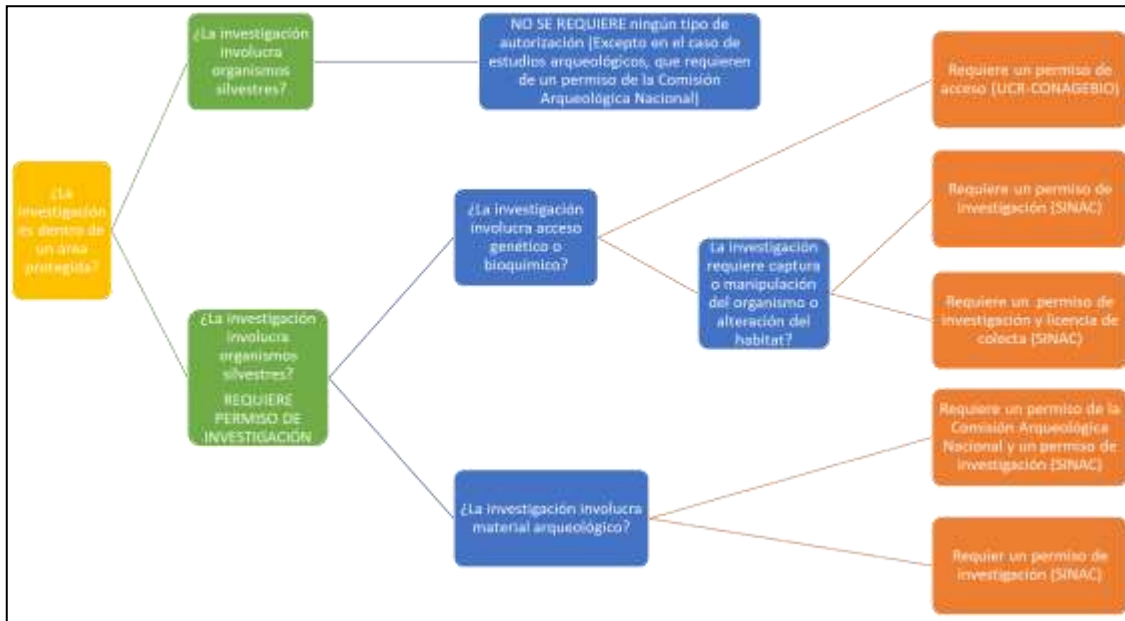 ¿La investigación
involucra
organismos
silvestres?
NO SE REQUIERE ningún tipo de
autorización (Excepto en el caso de
estudios arqueológicos, que requieren
de un permiso de la Comisión
Arqueológica Nacional)
Requiere un permiso de
acceso (UCR-CONAGEBIO)
¿La
investigación
es dentro de
un área
protegida?
¿La investigación
involucra acceso
genético o
bioquímico?
Requiere un permiso de
investigación (SINAC)
La investigación
requiere captura
o manipulación
del organismo o
alteración del
habitat?
Requiere un permiso de
investigación y licencia de
colecta (SINAC)
¿La investigación
involucra
organismos
silvestres?
REQUIERE
PERMISO DE
INVESTIGACIÓN
Requiere un permiso de la
Comisión Arqueológica
Nacional y un permiso de
investigación (SINAC)
¿La investigación involucra
material arqueológico?
Requier un permiso de
investigación (SINAC)